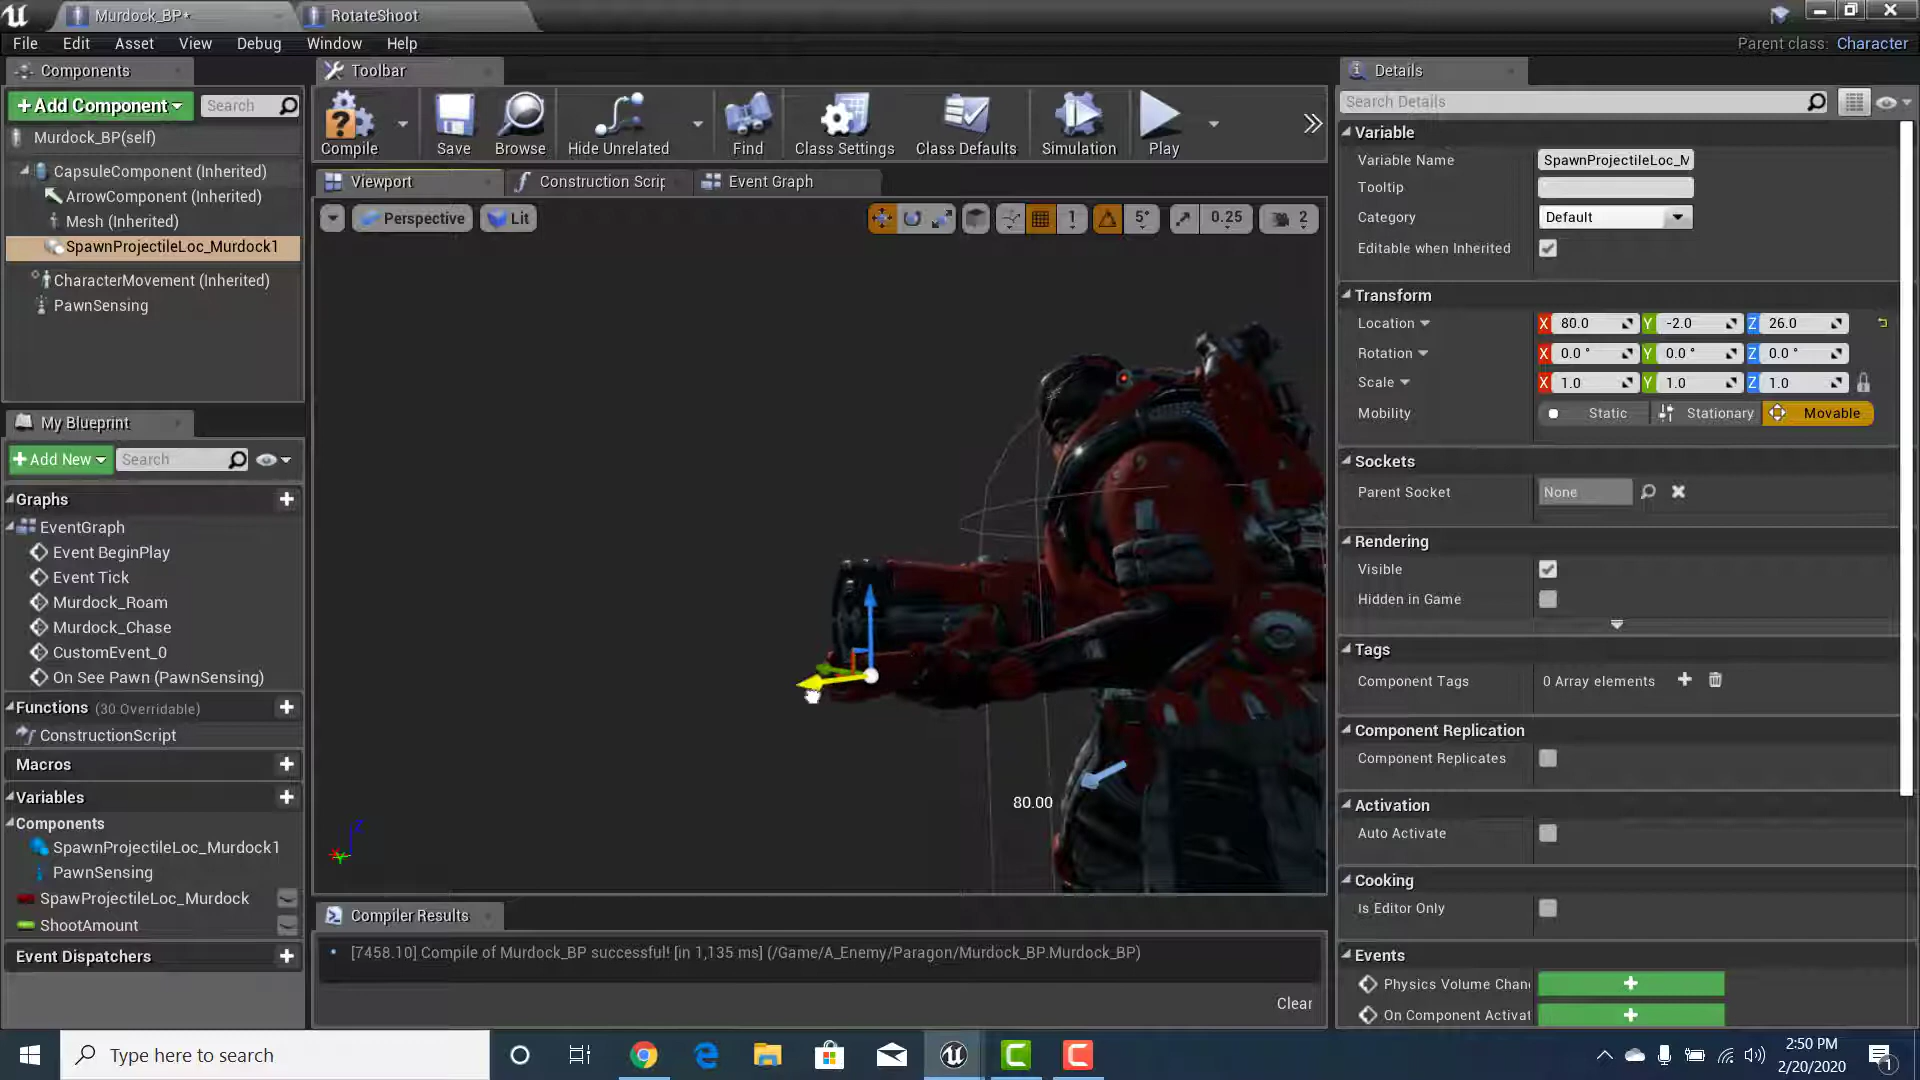 Murdock_BP*
RotateShoot
File Edit Asset View Debug Window Help
Parent class: Character
Components
+Add Component
Search
Murdock_BP(self)
CapsuleComponent (Inherited)
ArrowComponent (Inherited)
Mesh (Inherited)
SpawnProjectileLoc_Murdock1
CharacterMovement (Inherited)
PawnSensing
My Blueprint
+Add New
Search
Graphs
EventGraph
Event BeginPlay
Event Tick
Murdock_Roam
Murdock_Chase
CustomEvent_0
On See Pawn (PawnSensing)
Functions (30 Overridable)
ConstructionScript
Macros
Variables
Components
SpawnProjectileLoc_Murdock1
PawnSensing
SpawProjectileLoc_Murdock
ShootAmount
Event Dispatchers
Toolbar
Compile
Save
Browse
Hide Unrelated
Find
Class Settings
Class Defaults
Simulation
Play
Viewport
Construction Scrip
Event Graph
Perspective
Lit
1
5°
0.25
2
80.00
Z
Compiler Results
[7458.10] Compile of Murdock_BP successful! [in 1,135 ms] (/Game/A_Enemy/Paragon/Murdock_BP.Murdock_BP)
Clear
Details
Search Details
Variable
Variable Name SpawnProjectileLoc_M
Tooltip
Category Default
Editable when Inherited
Transform
Location X 80.0 Y -2.0 Z 26.0
Rotation X 0.0 ° Y 0.0 ° Z 0.0 °
Scale X 1.0 Y 1.0 Z 1.0
Mobility Static Stationary Movable
Sockets
Parent Socket None
Rendering
Visible
Hidden in Game
Tags
Component Tags 0 Array elements
Component Replication
Component Replicates
Activation
Auto Activate
Cooking
Is Editor Only
Events
Physics Volume Chan
On Component Activat
Type here to search
2:50 PM
2/20/2020
1